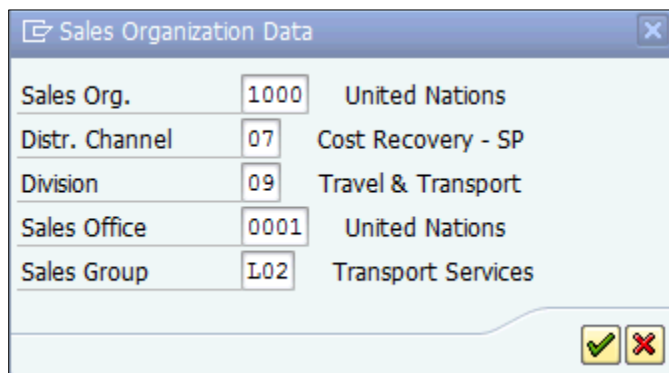 Sales Organization Data
Sales Org. 1000 United Nations
Distr. Channel 07 Cost Recovery - SP
Division 09 Travel & Transport
Sales Office 0001 United Nations
Sales Group L02 Transport Services